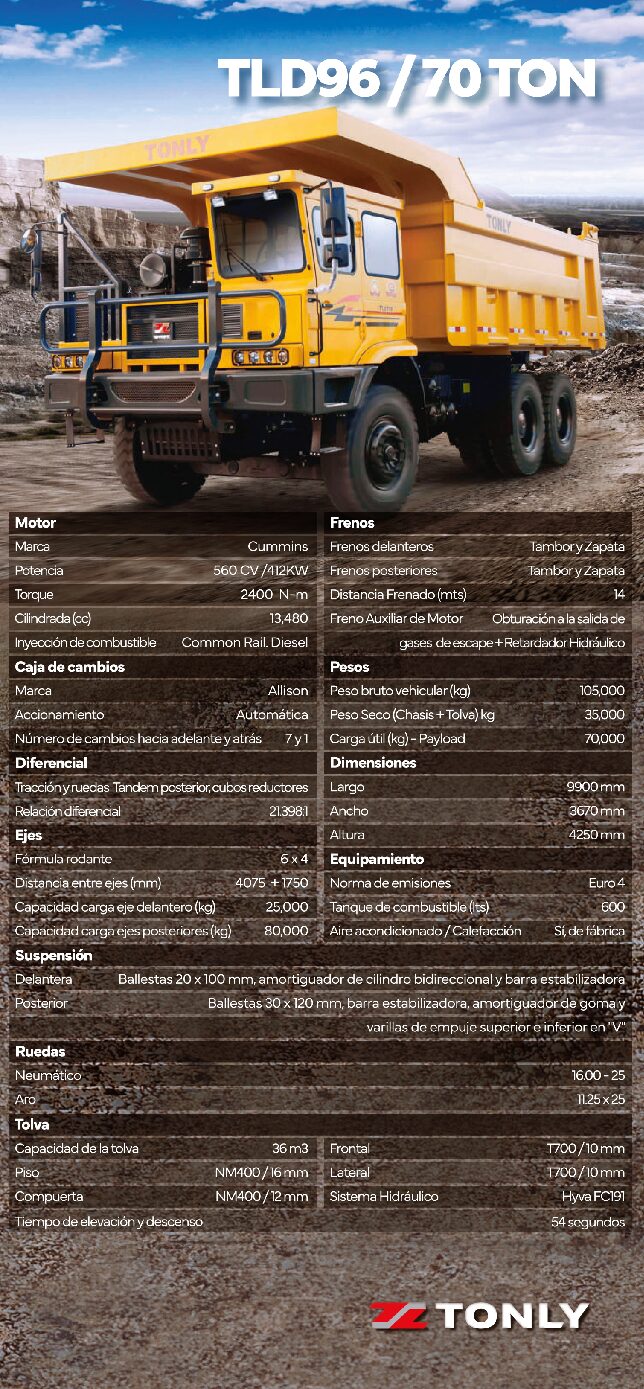 TLD96 / 70 TON
TONLY
TONLY
Motor
Marca Cummins
Potencia 560 CV /412KW
Torque 2400 N-m
Cilindrada (cc) 13,480
Inyección de combustible Common Rail. Diesel
Caja de cambios
Marca Allison
Accionamiento Automática
Número de cambios hacia adelante y atrás 7 y 1
Diferencial
Tracción y ruedas Tandem posterior, cubos reductores
Relación diferencial 21.398:1
Ejes
Fórmula rodante 6 x 4
Distancia entre ejes (mm) 4075 + 1750
Capacidad carga eje delantero (kg) 25,000
Capacidad carga ejes posteriores (kg) 80,000
Frenos
Frenos delanteros Tambor y Zapata
Frenos posteriores Tambor y Zapata
Distancia Frenado (mts) 14
Freno Auxiliar de Motor Obturación a la salida de
gases de escape + Retardador Hidráulico
Pesos
Peso bruto vehicular (kg) 105,000
Peso Seco (Chasis + Tolva) kg 35,000
Carga útil (kg) - Payload 70,000
Dimensiones
Largo 9900 mm
Ancho 3670 mm
Altura 4250 mm
Equipamiento
Norma de emisiones Euro 4
Tanque de combustible (lts) 600
Aire acondicionado / Calefacción Sí, de fábrica
Suspensión
Delantera Ballestas 20 x 100 mm, amortiguador de cilindro bidireccional y barra estabilizadora
Posterior Ballestas 30 x 120 mm, barra estabilizadora, amortiguador de goma y
varillas de empuje superior e inferior en "V"
Ruedas
Neumático 16.00 - 25
Aro 11.25 x 25
Tolva
Capacidad de la tolva 36 m3
Piso NM400 / 16 mm
Compuerta NM400 / 12 mm
Frontal T700 / 10 mm
Lateral T700 / 10 mm
Sistema Hidráulico Hyva FC191
Tiempo de elevación y descenso 54 segundos
TONLY